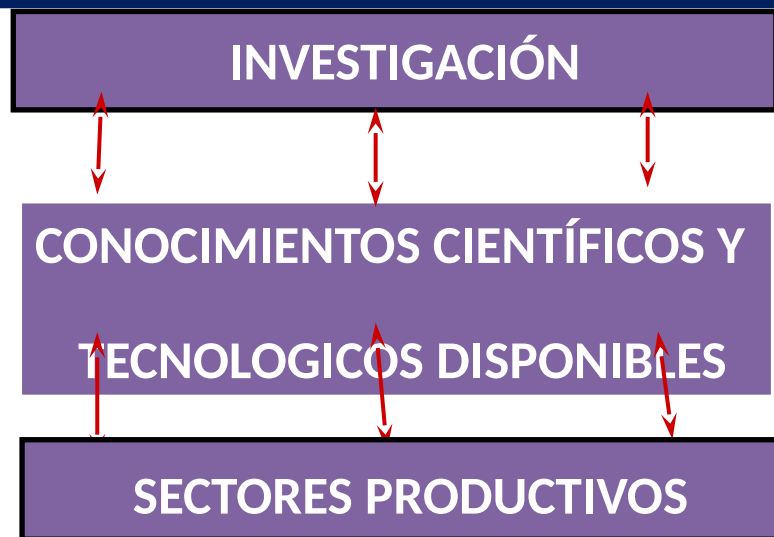 INVESTIGACIÓN
CONOCIMIENTOS CIENTÍFICOS Y
TECNOLOGICOS DISPONIBLES
SECTORES PRODUCTIVOS